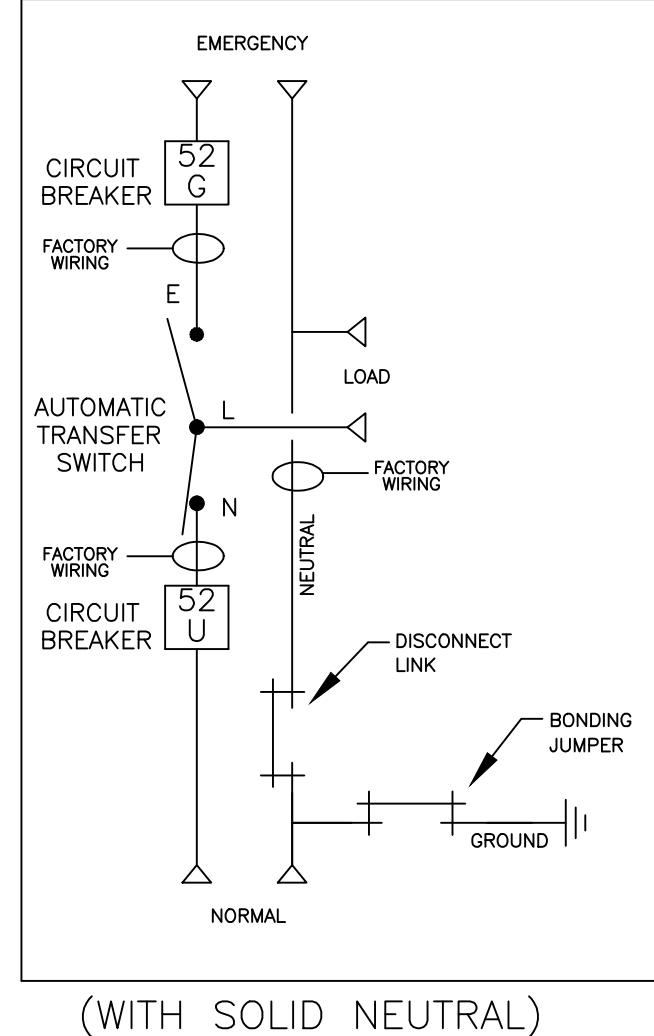 EMERGENCY
CIRCUIT
BREAKER
52
G
FACTORY
WIRING
E
LOAD
AUTOMATIC
TRANSFER
SWITCH
L
FACTORY
WIRING
N
NEUTRAL
FACTORY
WIRING
CIRCUIT
BREAKER
52
U
DISCONNECT
LINK
BONDING
JUMPER
GROUND
NORMAL
(WITH SOLID NEUTRAL)